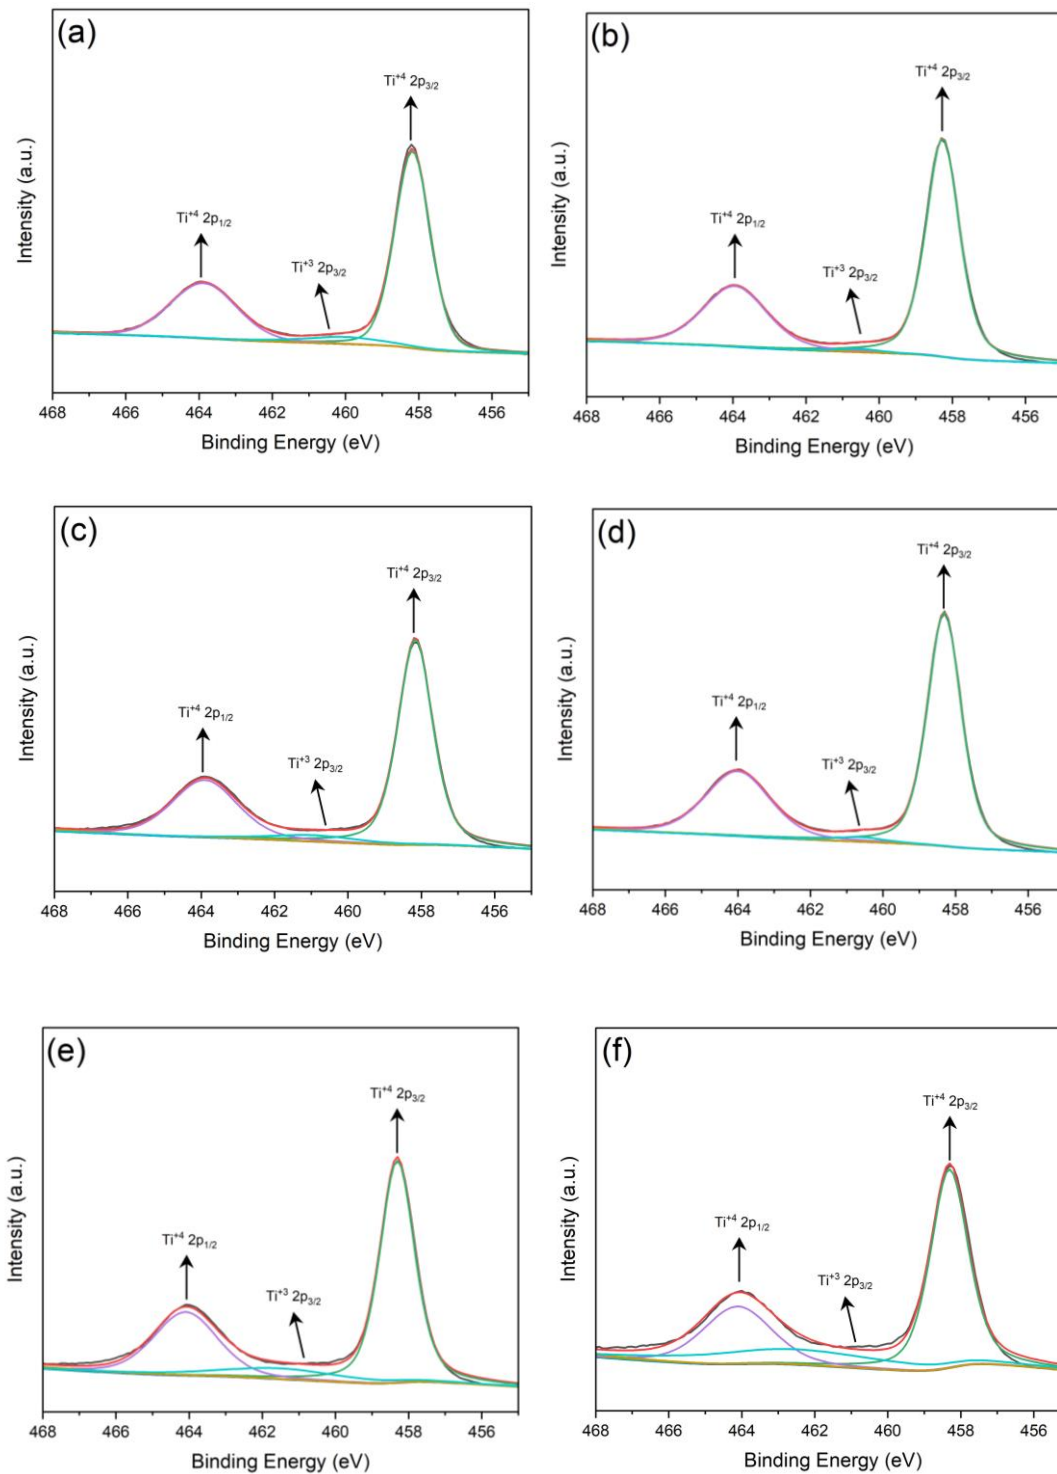 (a)
Ti+4 2p3/2
Ti+4 2p1/2
Ti+3 2p3/2
Intensity (a.u.)
468 466 464 462 460 458 456
Binding Energy (eV)
(b)
Ti+4 2p3/2
Ti+4 2p1/2
Ti+3 2p3/2
Intensity (a.u.)
468 466 464 462 460 458 456
Binding Energy (eV)
(c)
Ti+4 2p3/2
Ti+4 2p1/2
Ti+3 2p3/2
Intensity (a.u.)
468 466 464 462 460 458 456
Binding Energy (eV)
(d)
Ti+4 2p3/2
Ti+4 2p1/2
Ti+3 2p3/2
Intensity (a.u.)
468 466 464 462 460 458 456
Binding Energy (eV)
(e)
Ti+4 2p3/2
Ti+4 2p1/2
Ti+3 2p3/2
Intensity (a.u.)
468 466 464 462 460 458 456
Binding Energy (eV)
(f)
Ti+4 2p3/2
Ti+4 2p1/2
Ti+3 2p3/2
Intensity (a.u.)
468 466 464 462 460 458 456
Binding Energy (eV)